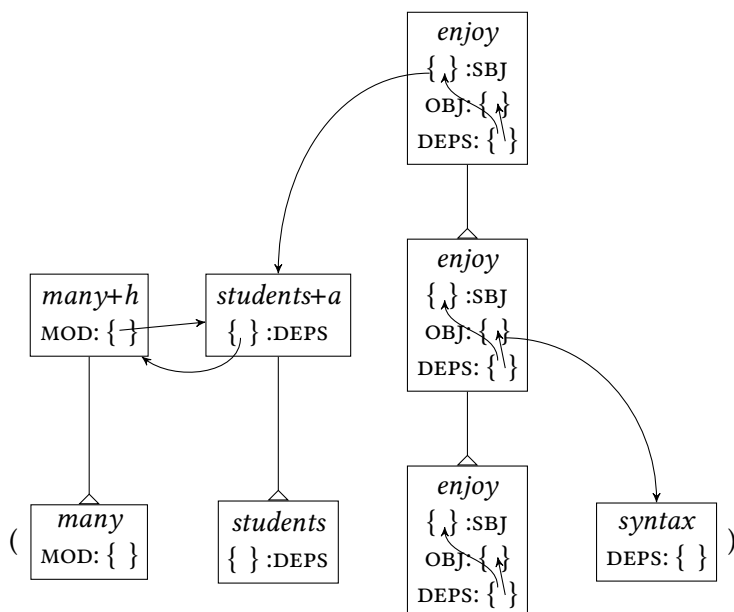 enjoy
{ } :SBJ
OBJ: { }
DEPS: { }
many+h
MOD: { }
students+a
{ } :DEPS
enjoy
{ } :SBJ
OBJ: { }
DEPS: { }
(
many
MOD: { }
students
{ } :DEPS
enjoy
{ } :SBJ
OBJ: { }
DEPS: { }
syntax
DEPS: { }
)